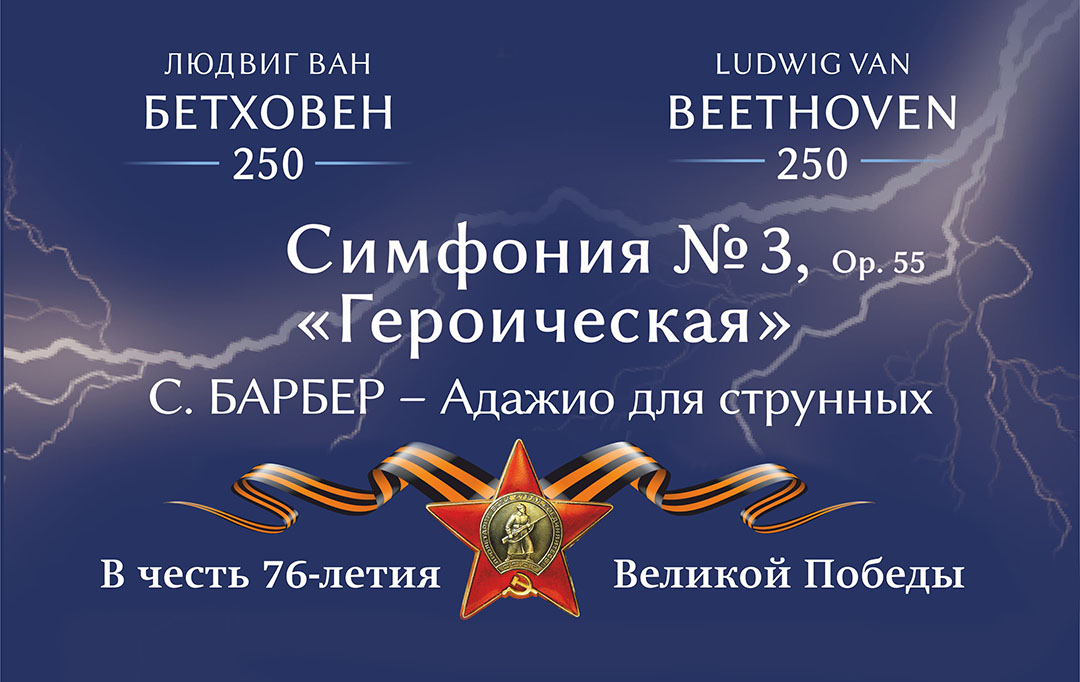 ЛЮДВИГ ВАН
БЕТХОВЕН
250
LUDWIG VAN
BEETHOVEN
250
Симфония № 3, Op. 55
«Героическая»
С. БАРБЕР – Адажио для струнных
В честь 76-летия Великой Победы